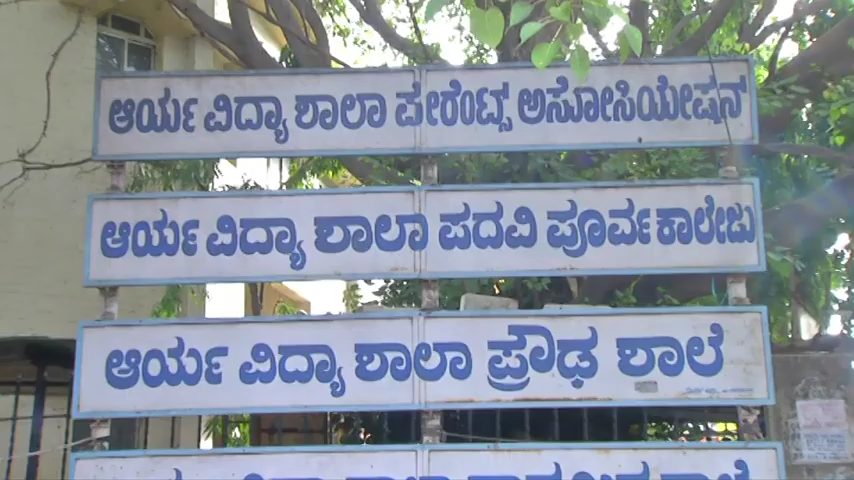 ಆರ್ಯ ವಿದ್ಯಾ ಶಾಲಾ ಪೇರೆಂಟ್ಸ್ ಅಸೋಸಿಯೇಷನ್
ಆರ್ಯ ವಿದ್ಯಾ ಶಾಲಾ ಪದವಿ ಪೂರ್ವ ಕಾಲೇಜು
ಆರ್ಯ ವಿದ್ಯಾ ಶಾಲಾ ಪ್ರೌಢ ಶಾಲೆ